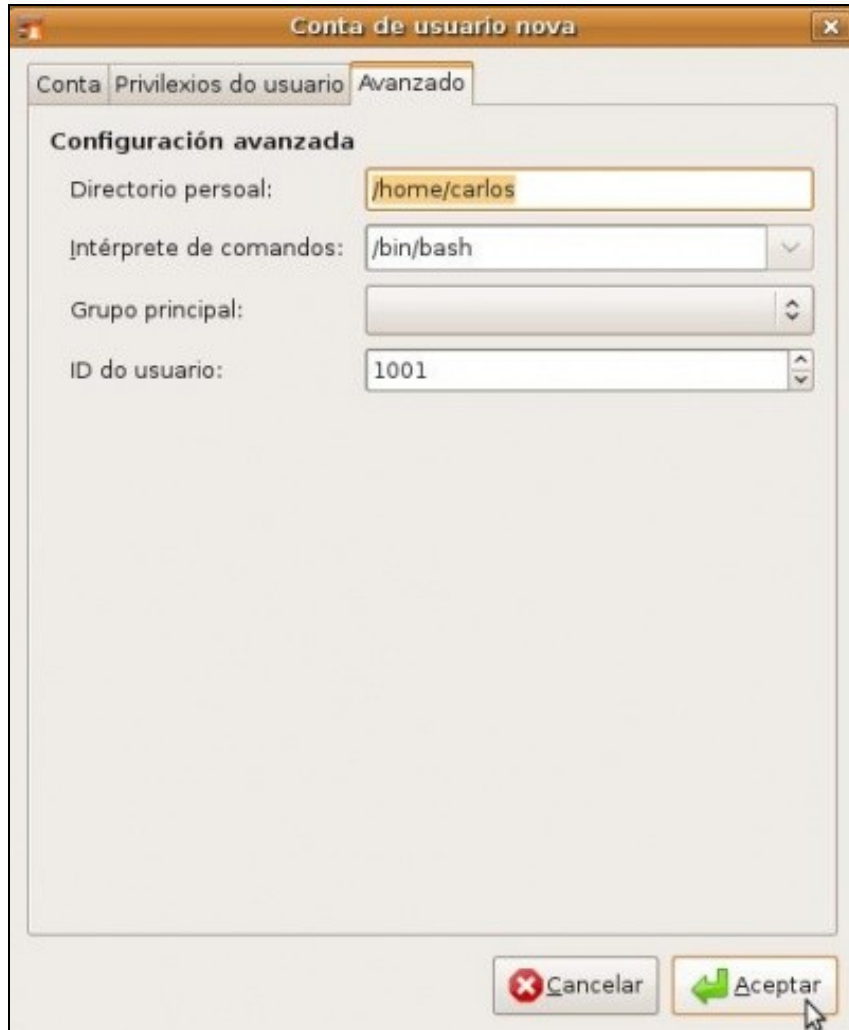 Conta de usuario nova
Conta Privilexios do usuario Avanzado
Configuración avanzada
Directorio persoal: /home/carlos
Intérprete de comandos: /bin/bash
Grupo principal:
ID do usuario: 1001
Cancelar Aceptar